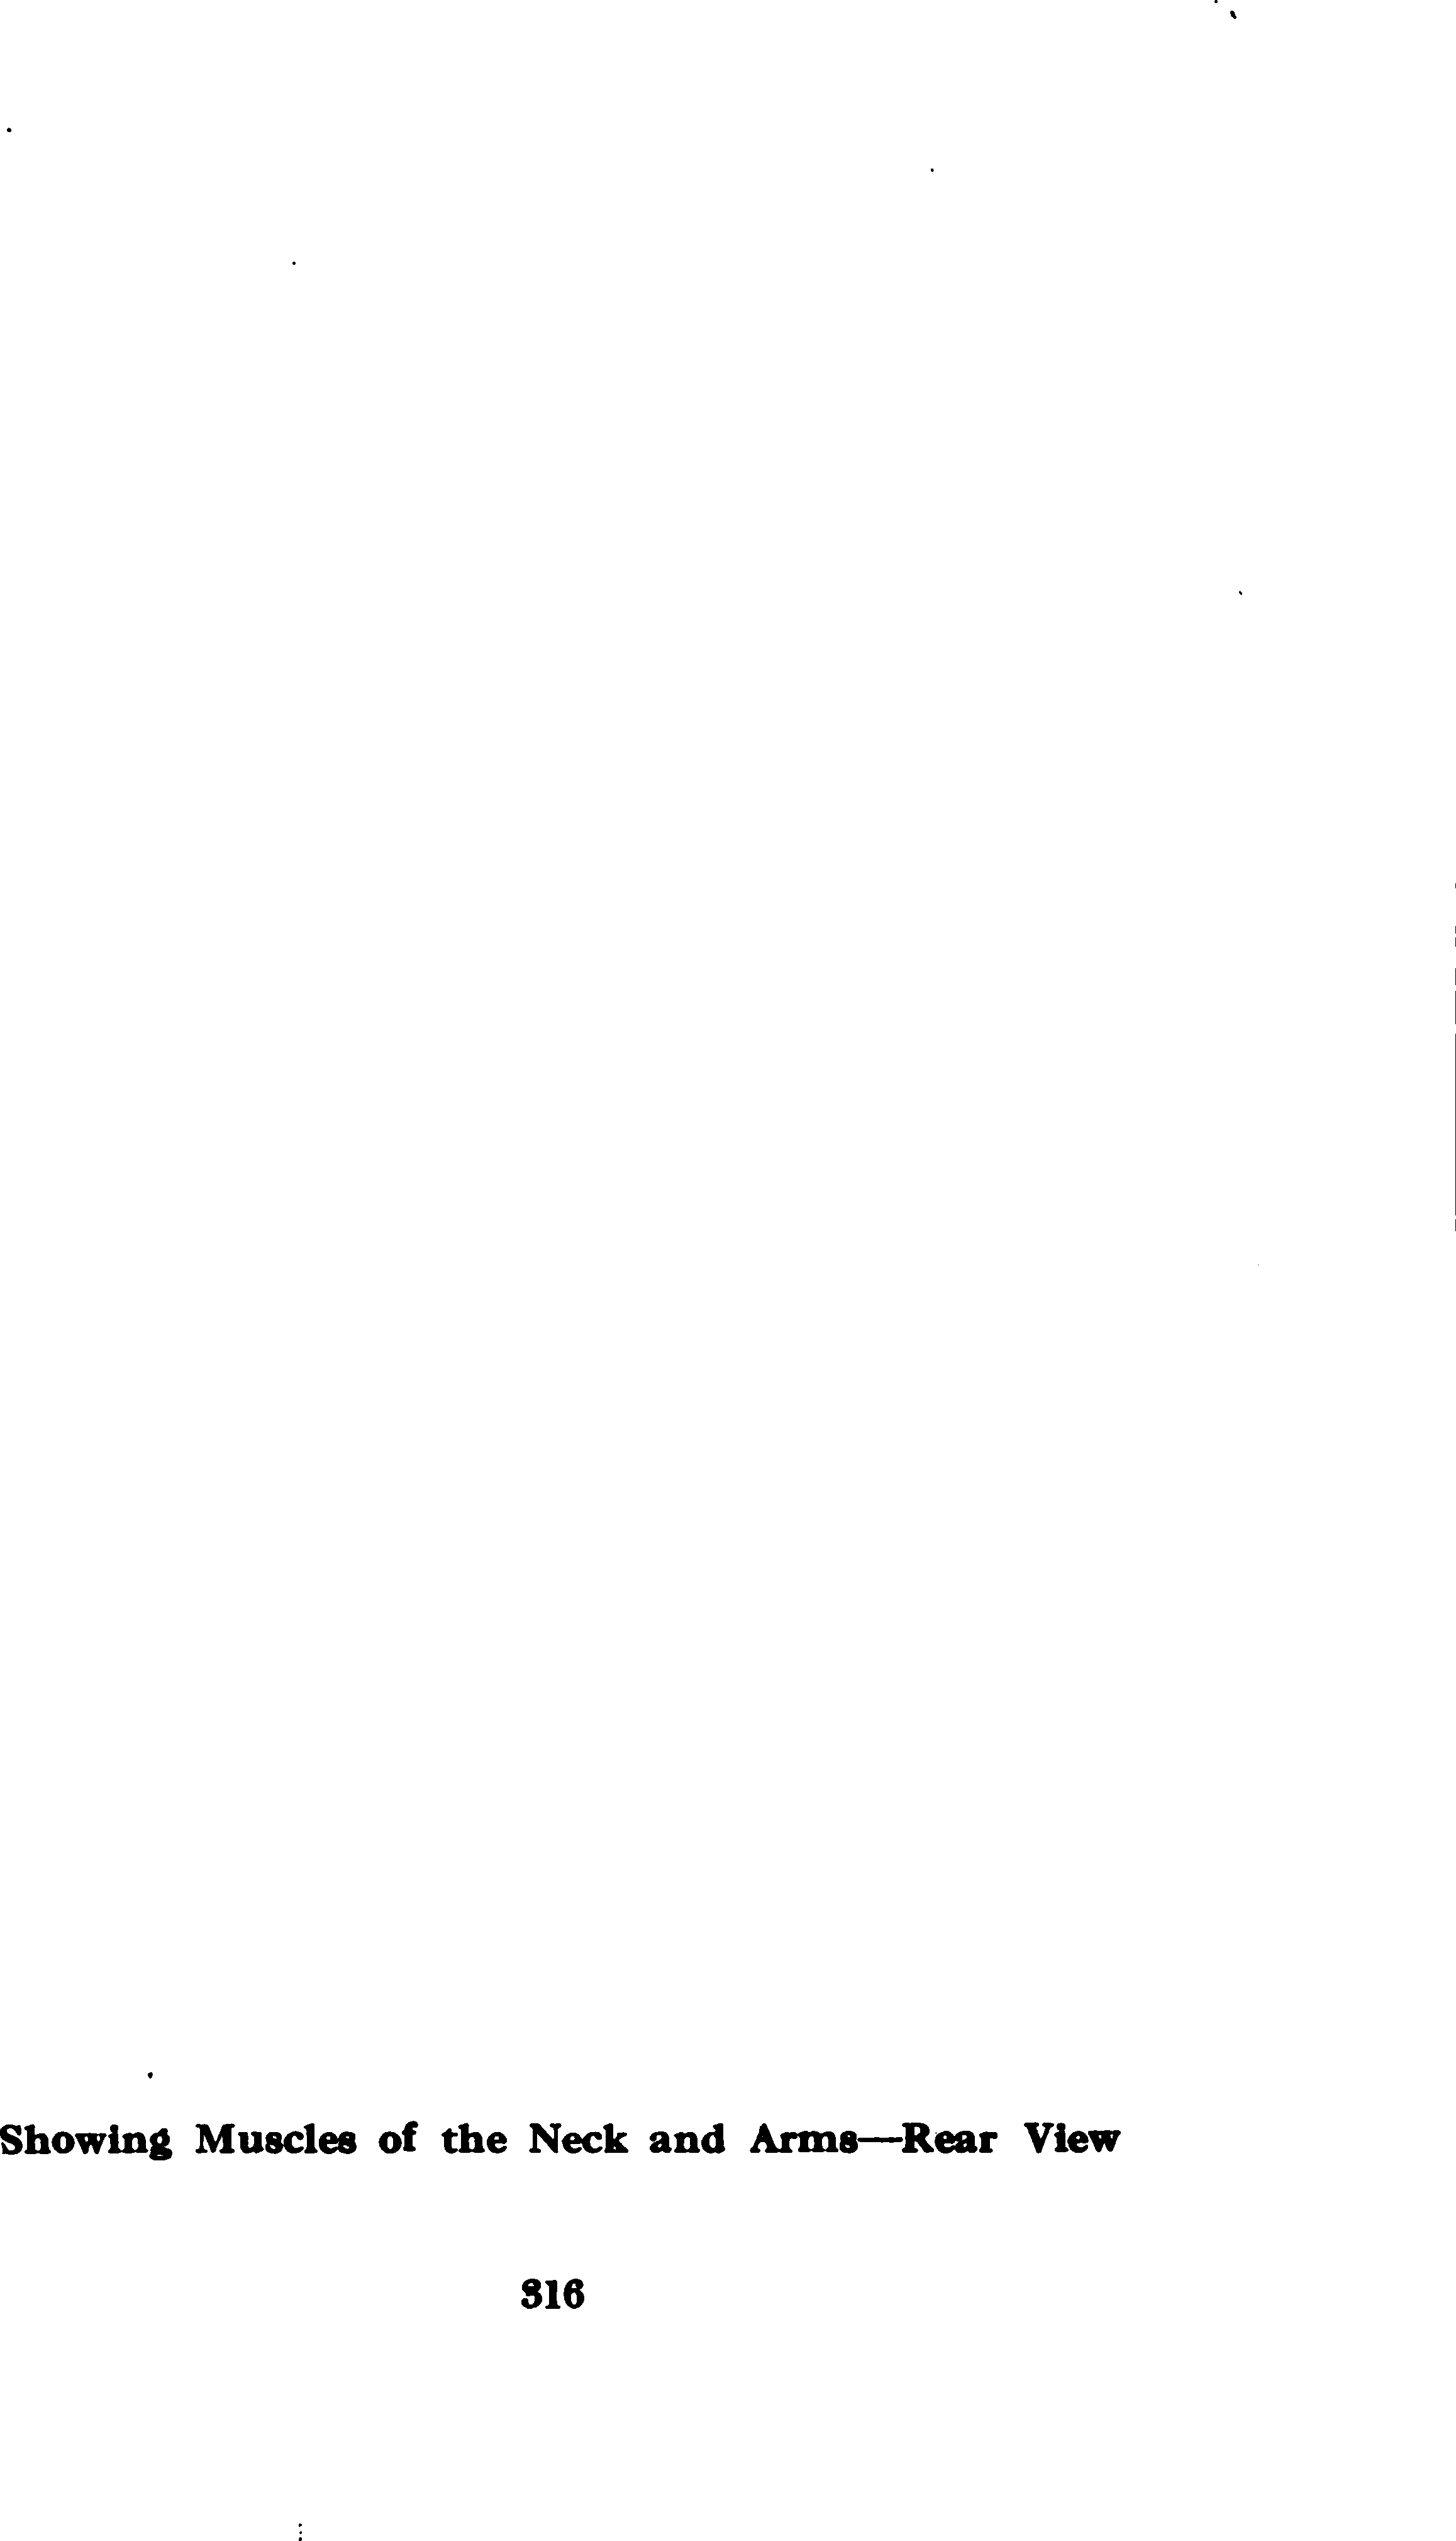 Showing Muscles of the Neck and Arms—Rear View
316